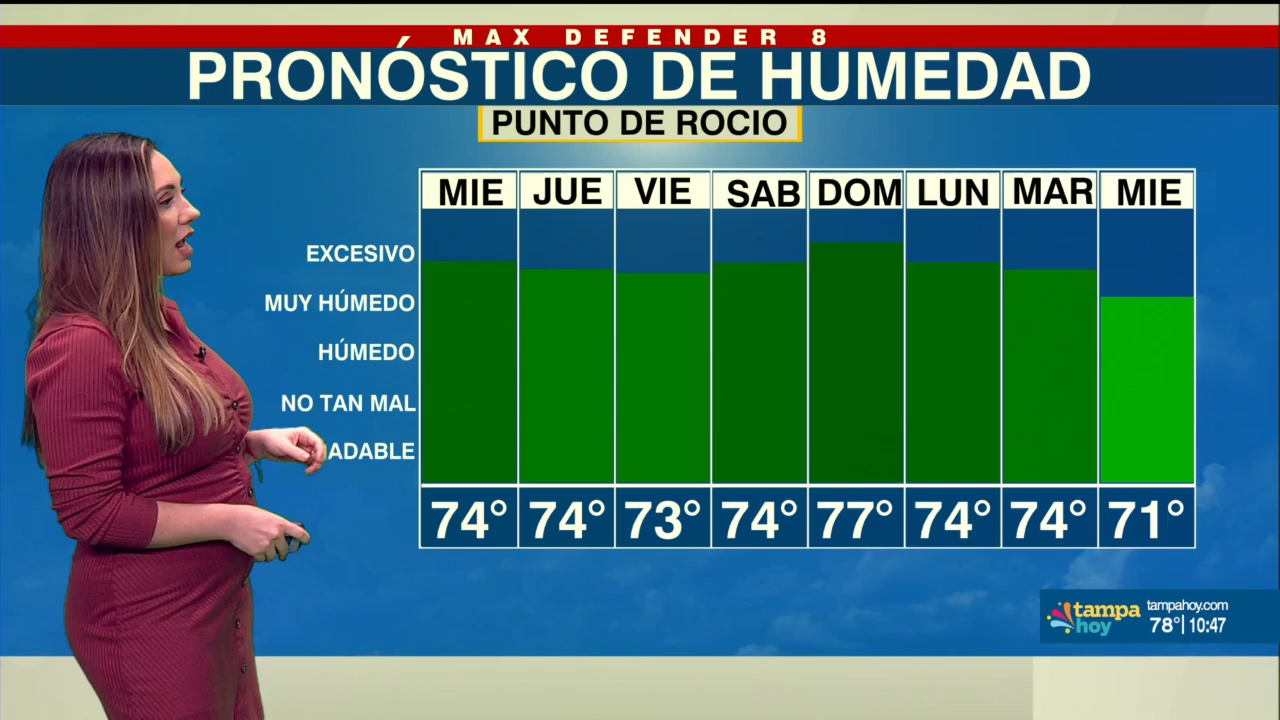 MAX DEFENDER 8
PRONÓSTICO DE HUMEDAD
PUNTO DE ROCIO
MIE JUE VIE SAB DOM LUN MAR MIE
EXCESIVO
MUY HÚMEDO
HÚMEDO
NO TAN MAL
ADABLE
74° 74° 73° 74° 77° 74° 74° 71°
tampa hoy
tampahoy.com
78° | 10:47